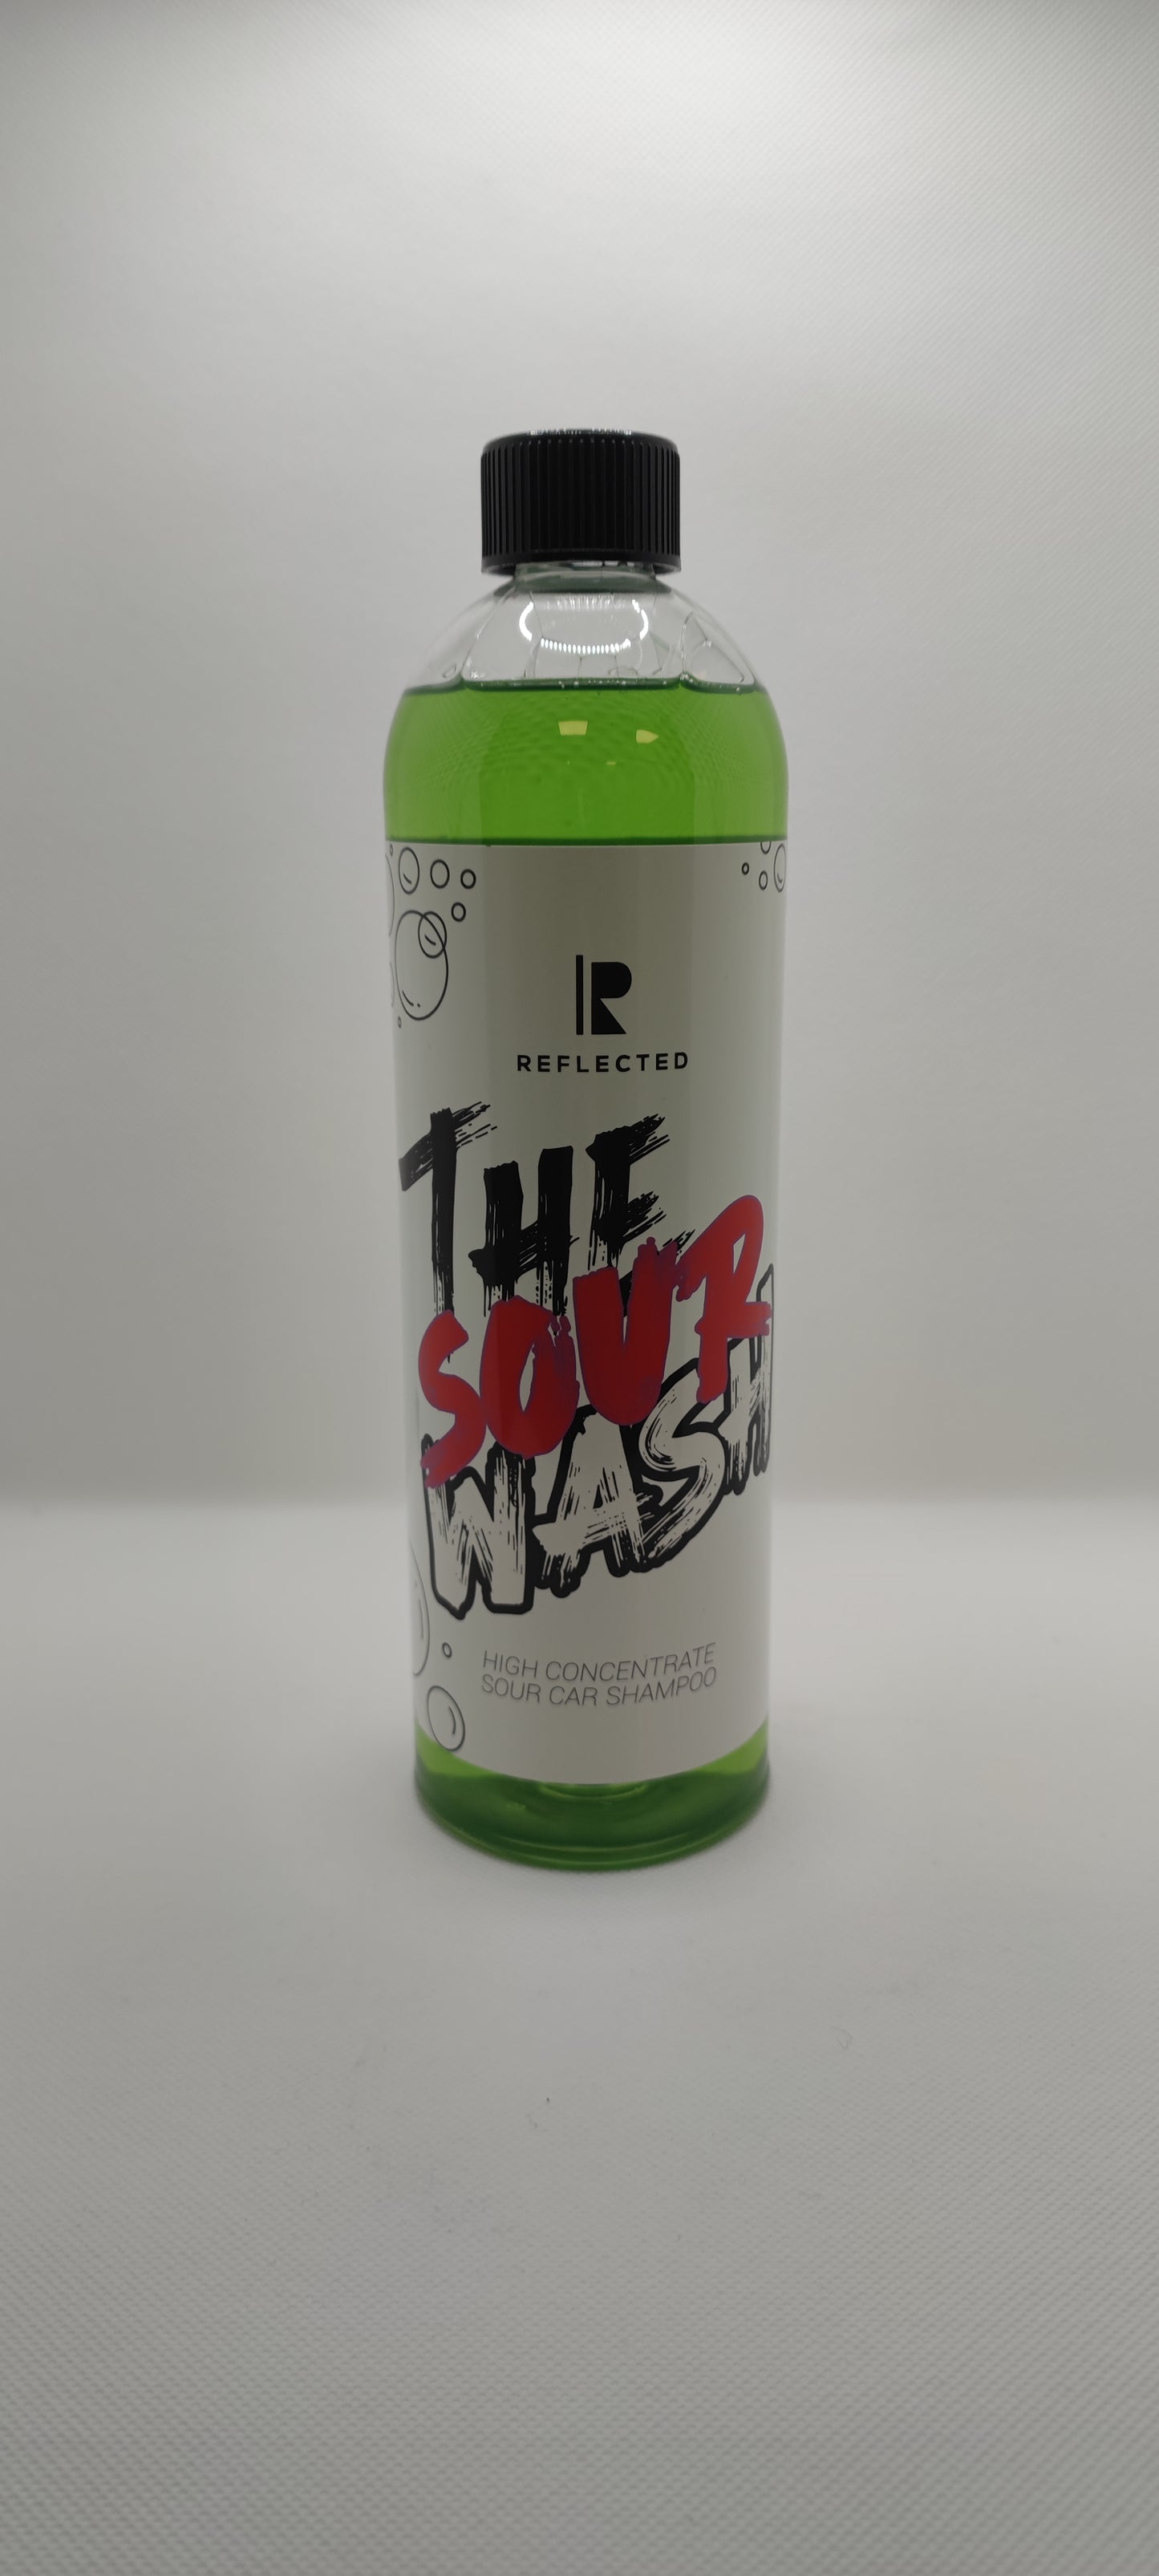 R
REFLECTED
THE
SOUR
WASH
HIGH CONCENTRATE
SOUR CAR SHAMPOO